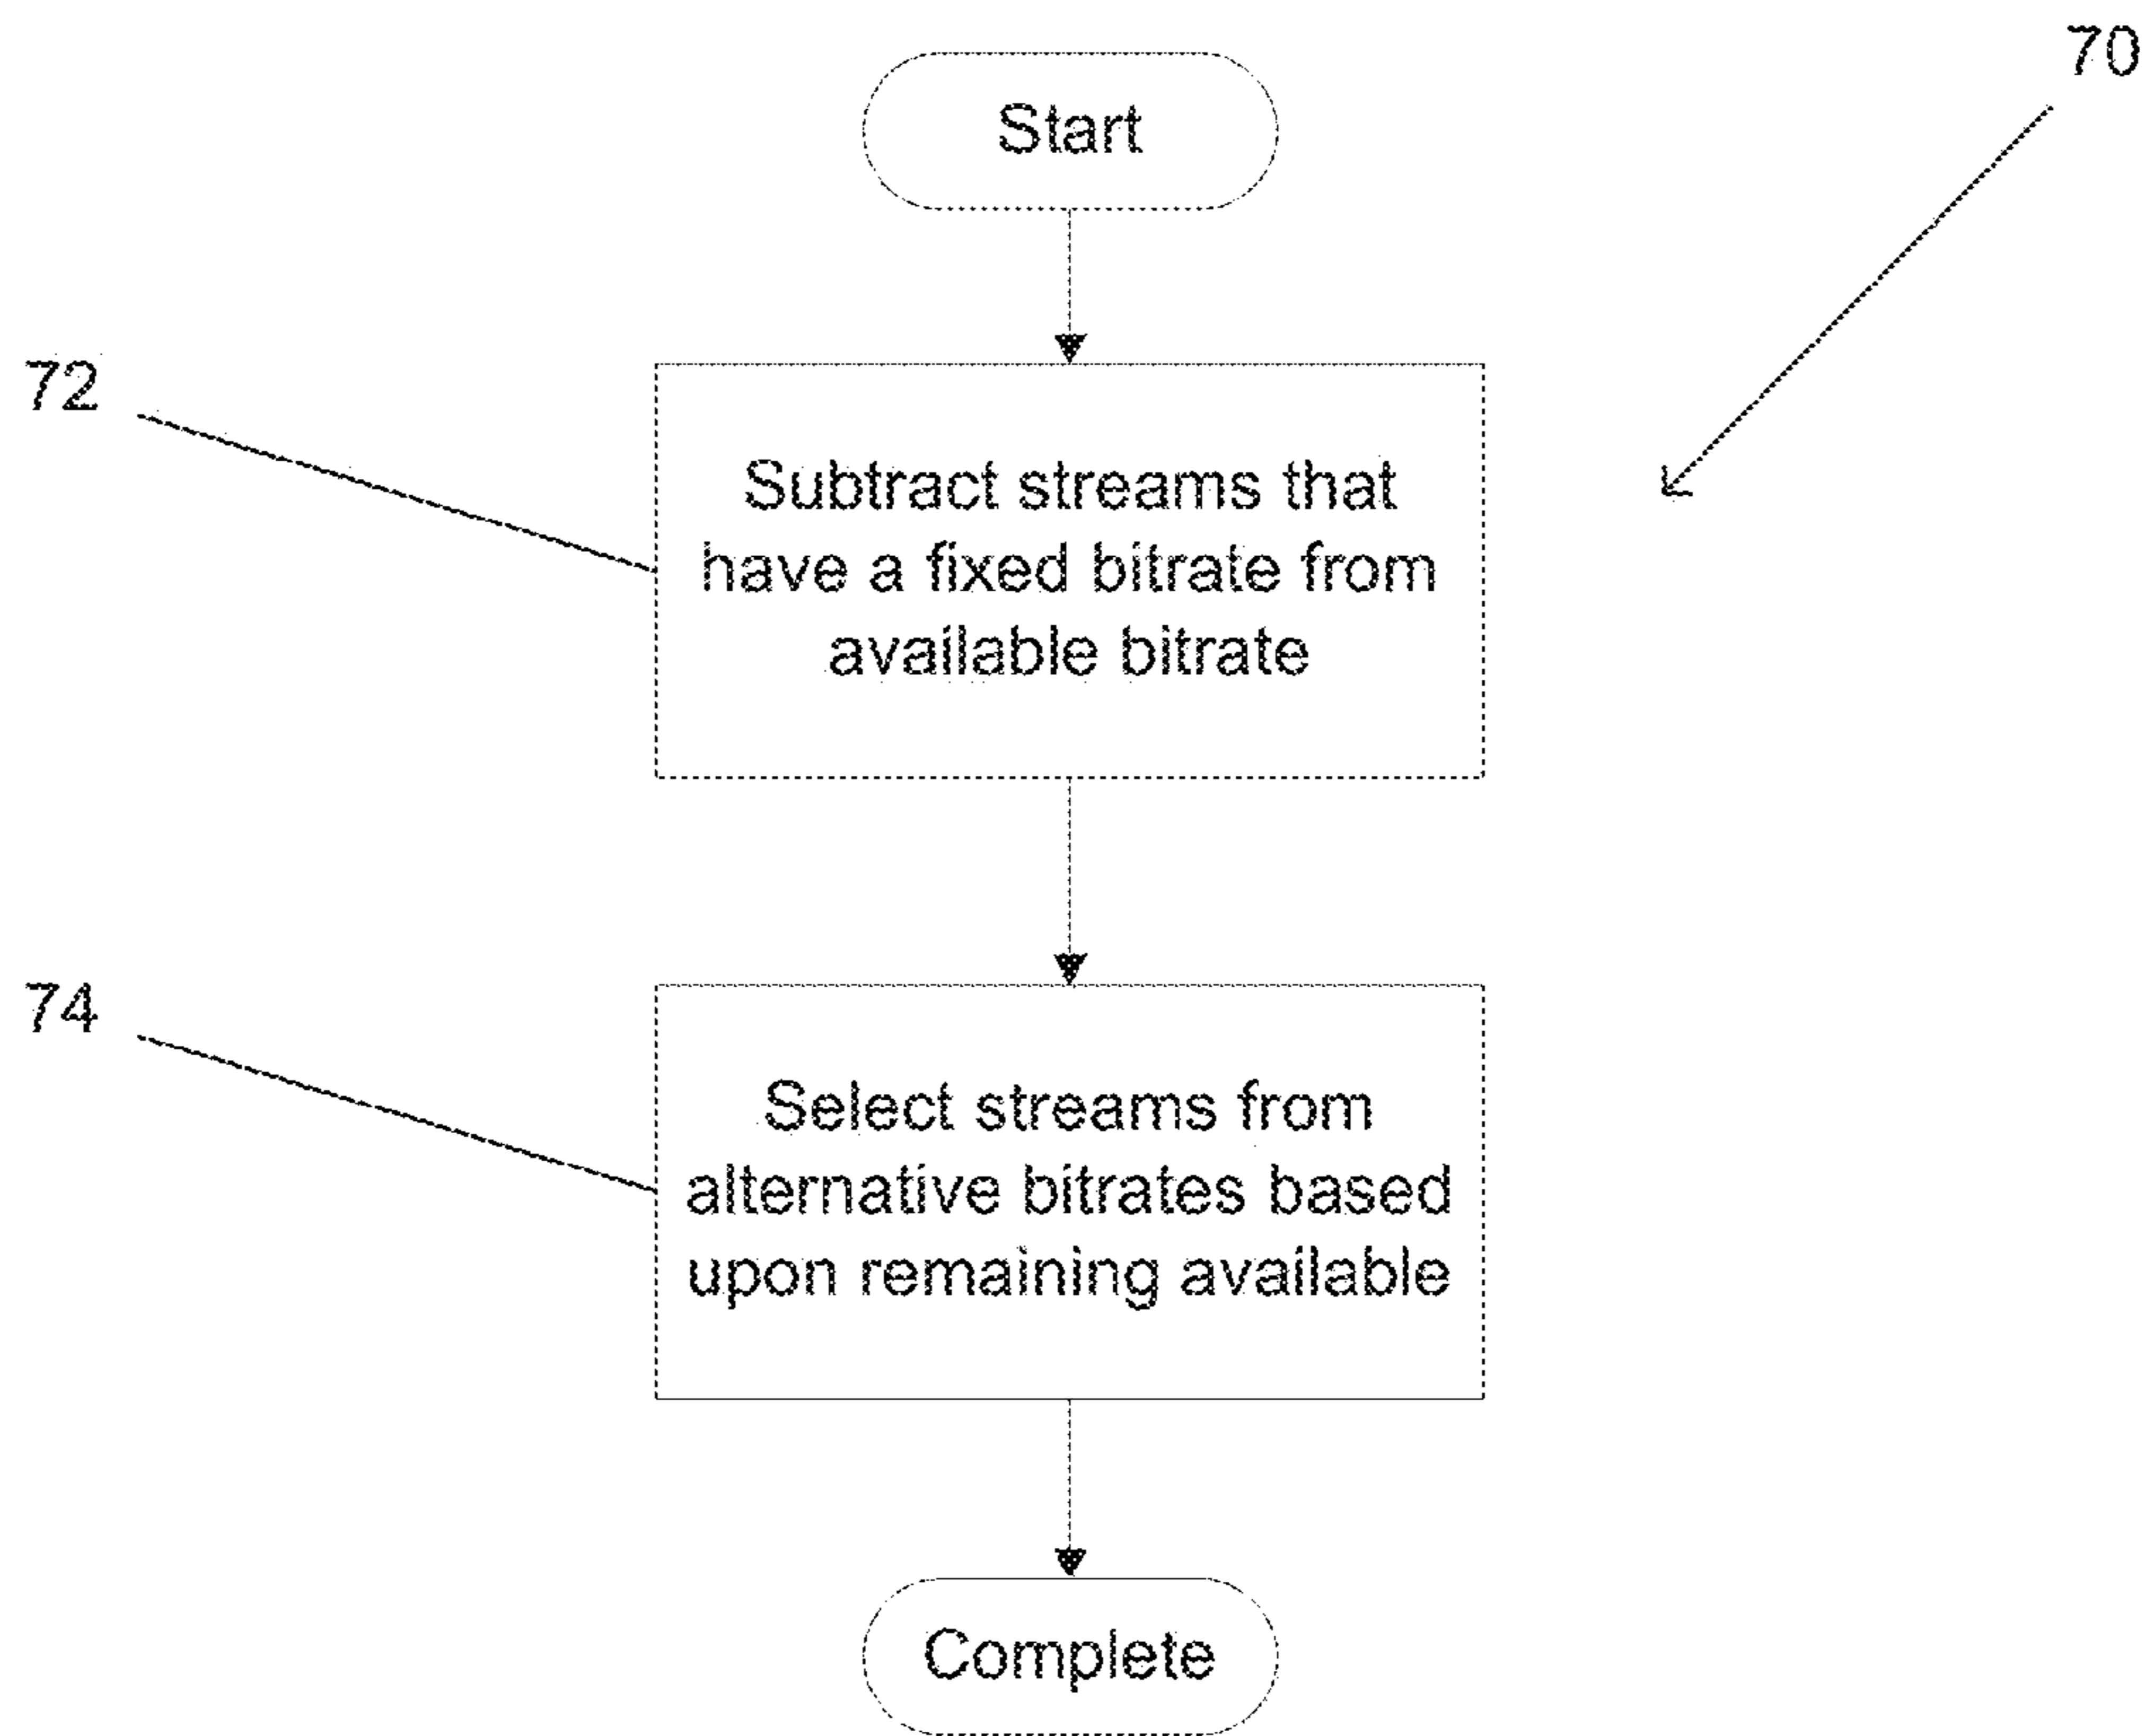 70
Start
72
Subtract streams that
have a fixed bitrate from
available bitrate
74
Select streams from
alternative bitrates based
upon remaining available
Complete